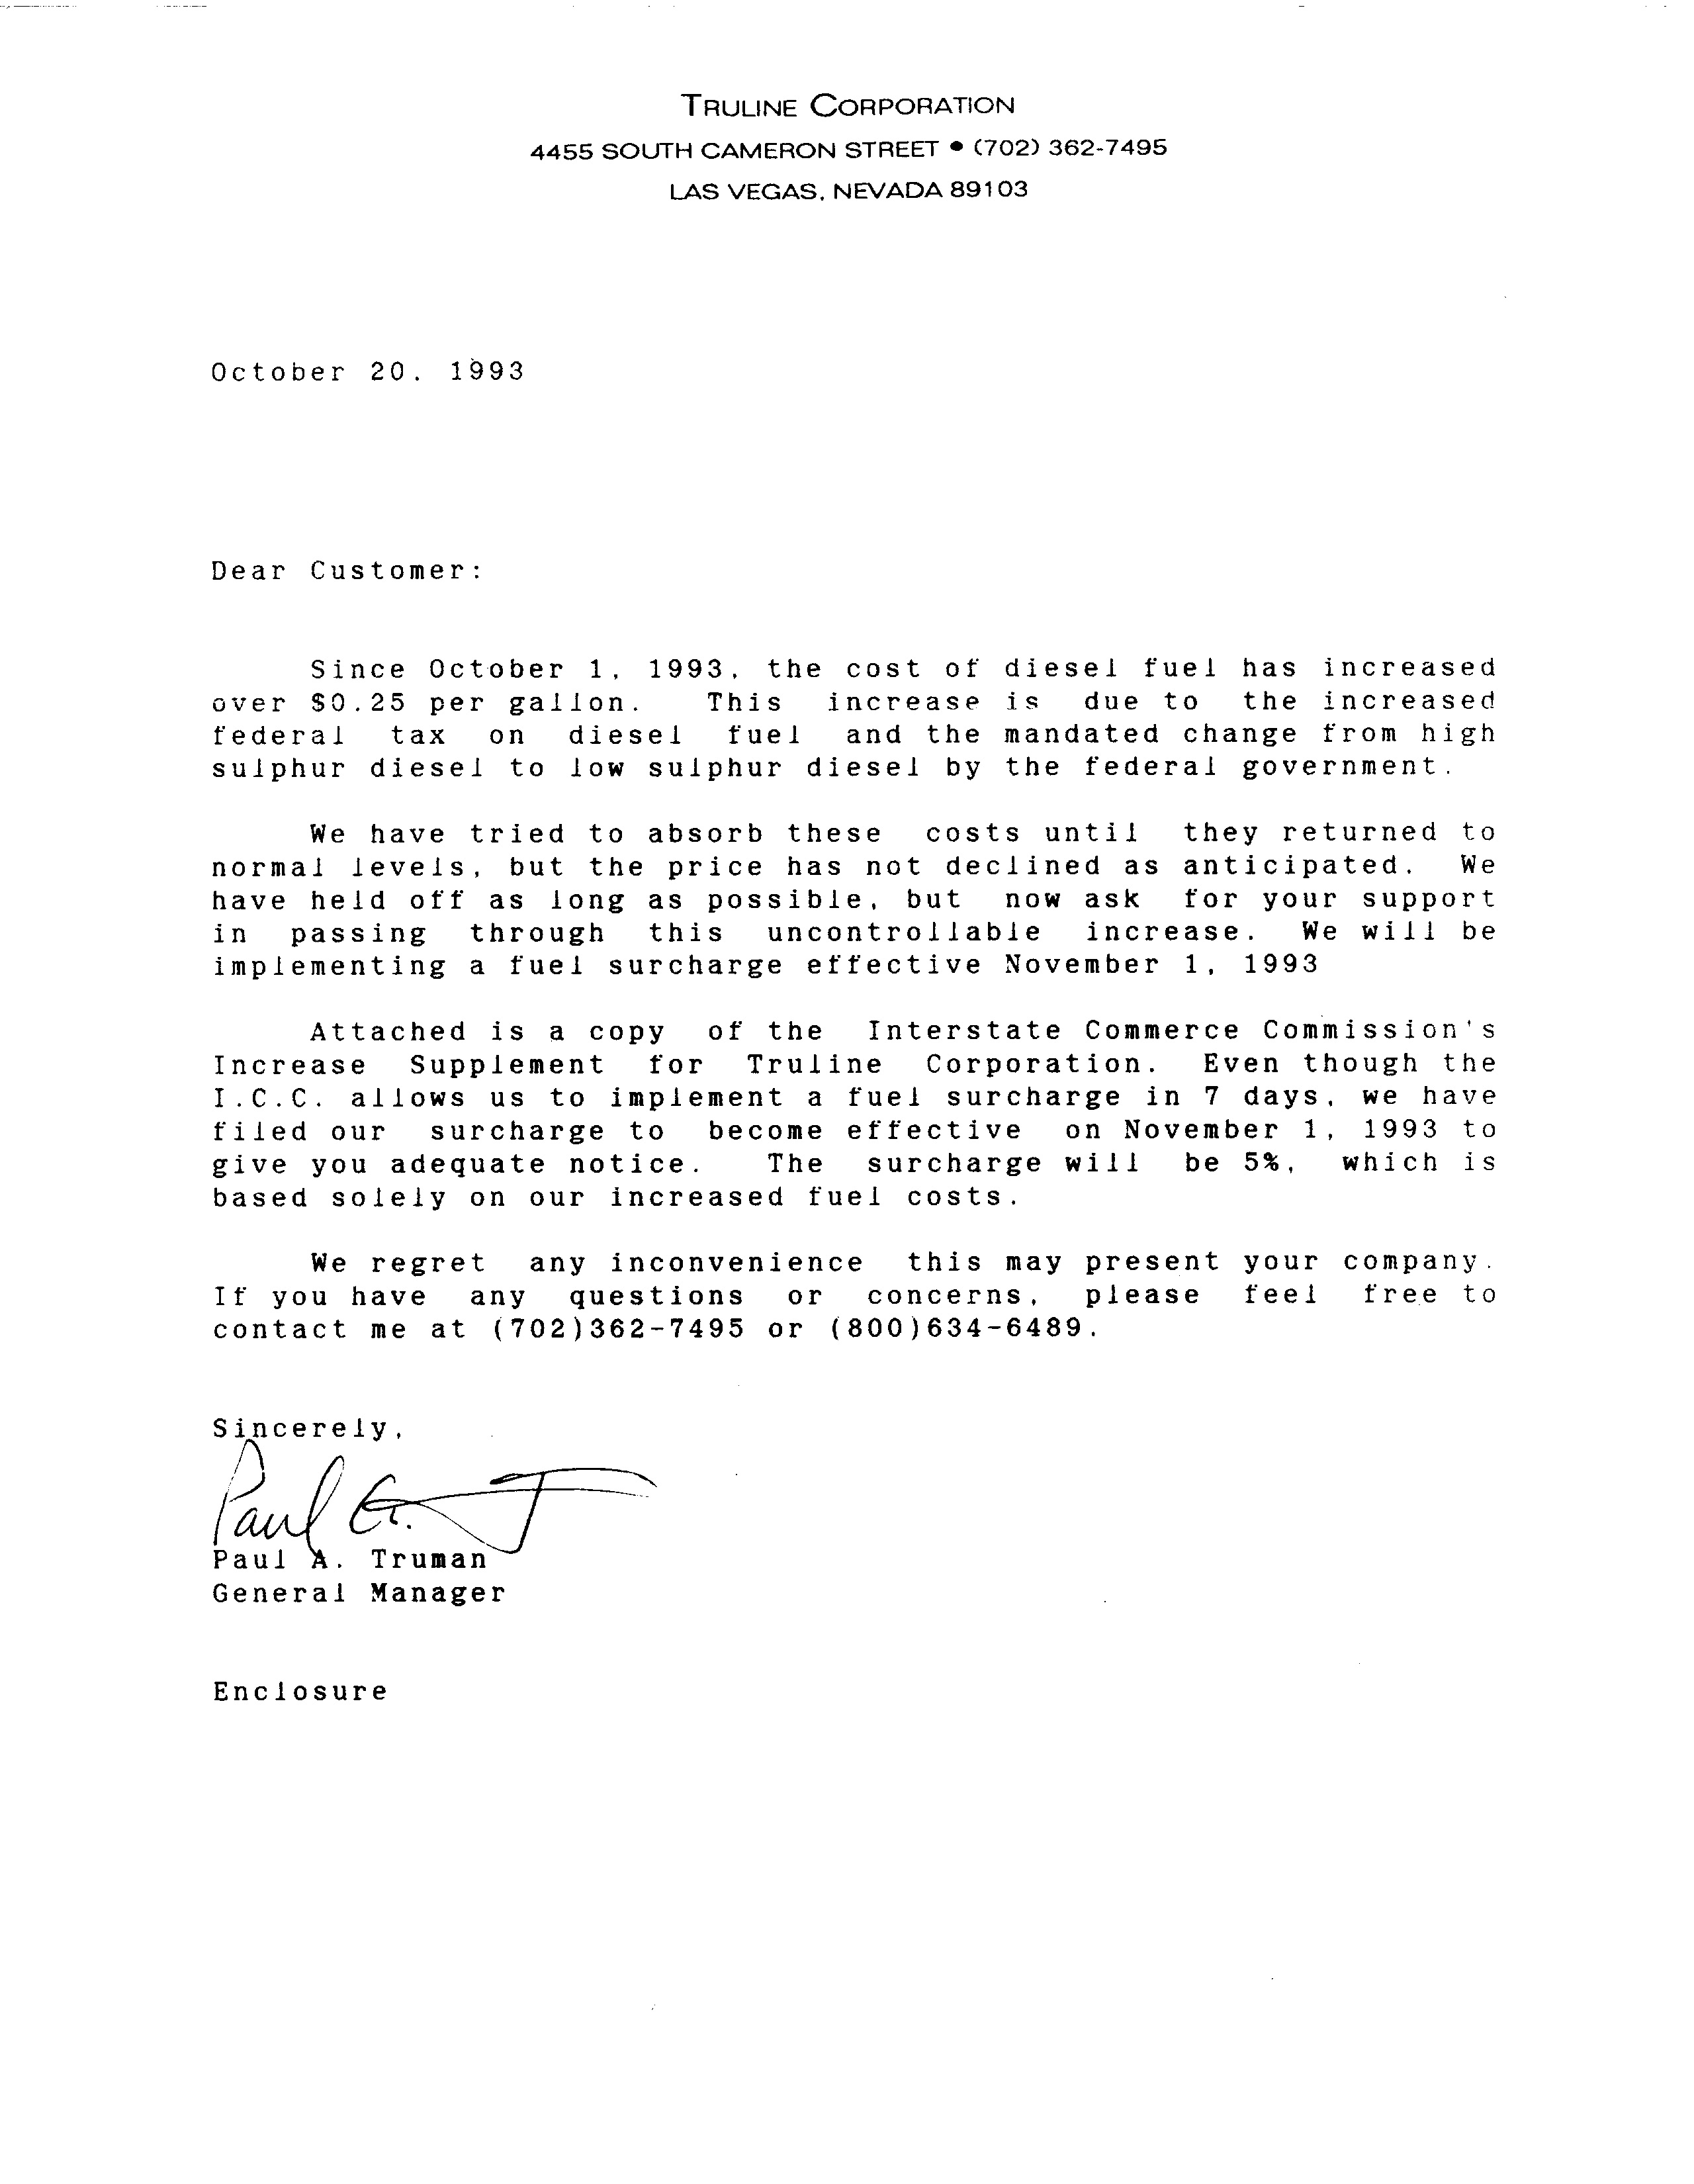 TRULINE CORPORATION
4455 SOUTH CAMERON STREET • (702) 362-7495
LAS VEGAS, NEVADA 89103
October 20, 1993
Dear Customer:
Since October 1, 1993, the cost of diesel fuel has increased
over $0.25 per gallon. This increase is due to the increased
federal tax on diesel fuel and the mandated change from high
sulphur diesel to low sulphur diesel by the federal government.
We have tried to absorb these costs until they returned to
normal levels, but the price has not declined as anticipated. We
have held off as long as possible, but now ask for your support
in passing through this uncontrollable increase. We will be
implementing a fuel surcharge effective November 1, 1993
Attached is a copy of the Interstate Commerce Commission's
Increase Supplement for Truline Corporation. Even though the
I.C.C. allows us to implement a fuel surcharge in 7 days, we have
filed our surcharge to become effective on November 1, 1993 to
give you adequate notice. The surcharge will be 5%, which is
based solely on our increased fuel costs.
We regret any inconvenience this may present your company.
If you have any questions or concerns, please feel free to
contact me at (702)362-7495 or (800)634-6489.
Sincerely,
Paul A. T
Paul A. Truman
General Manager
Enclosure